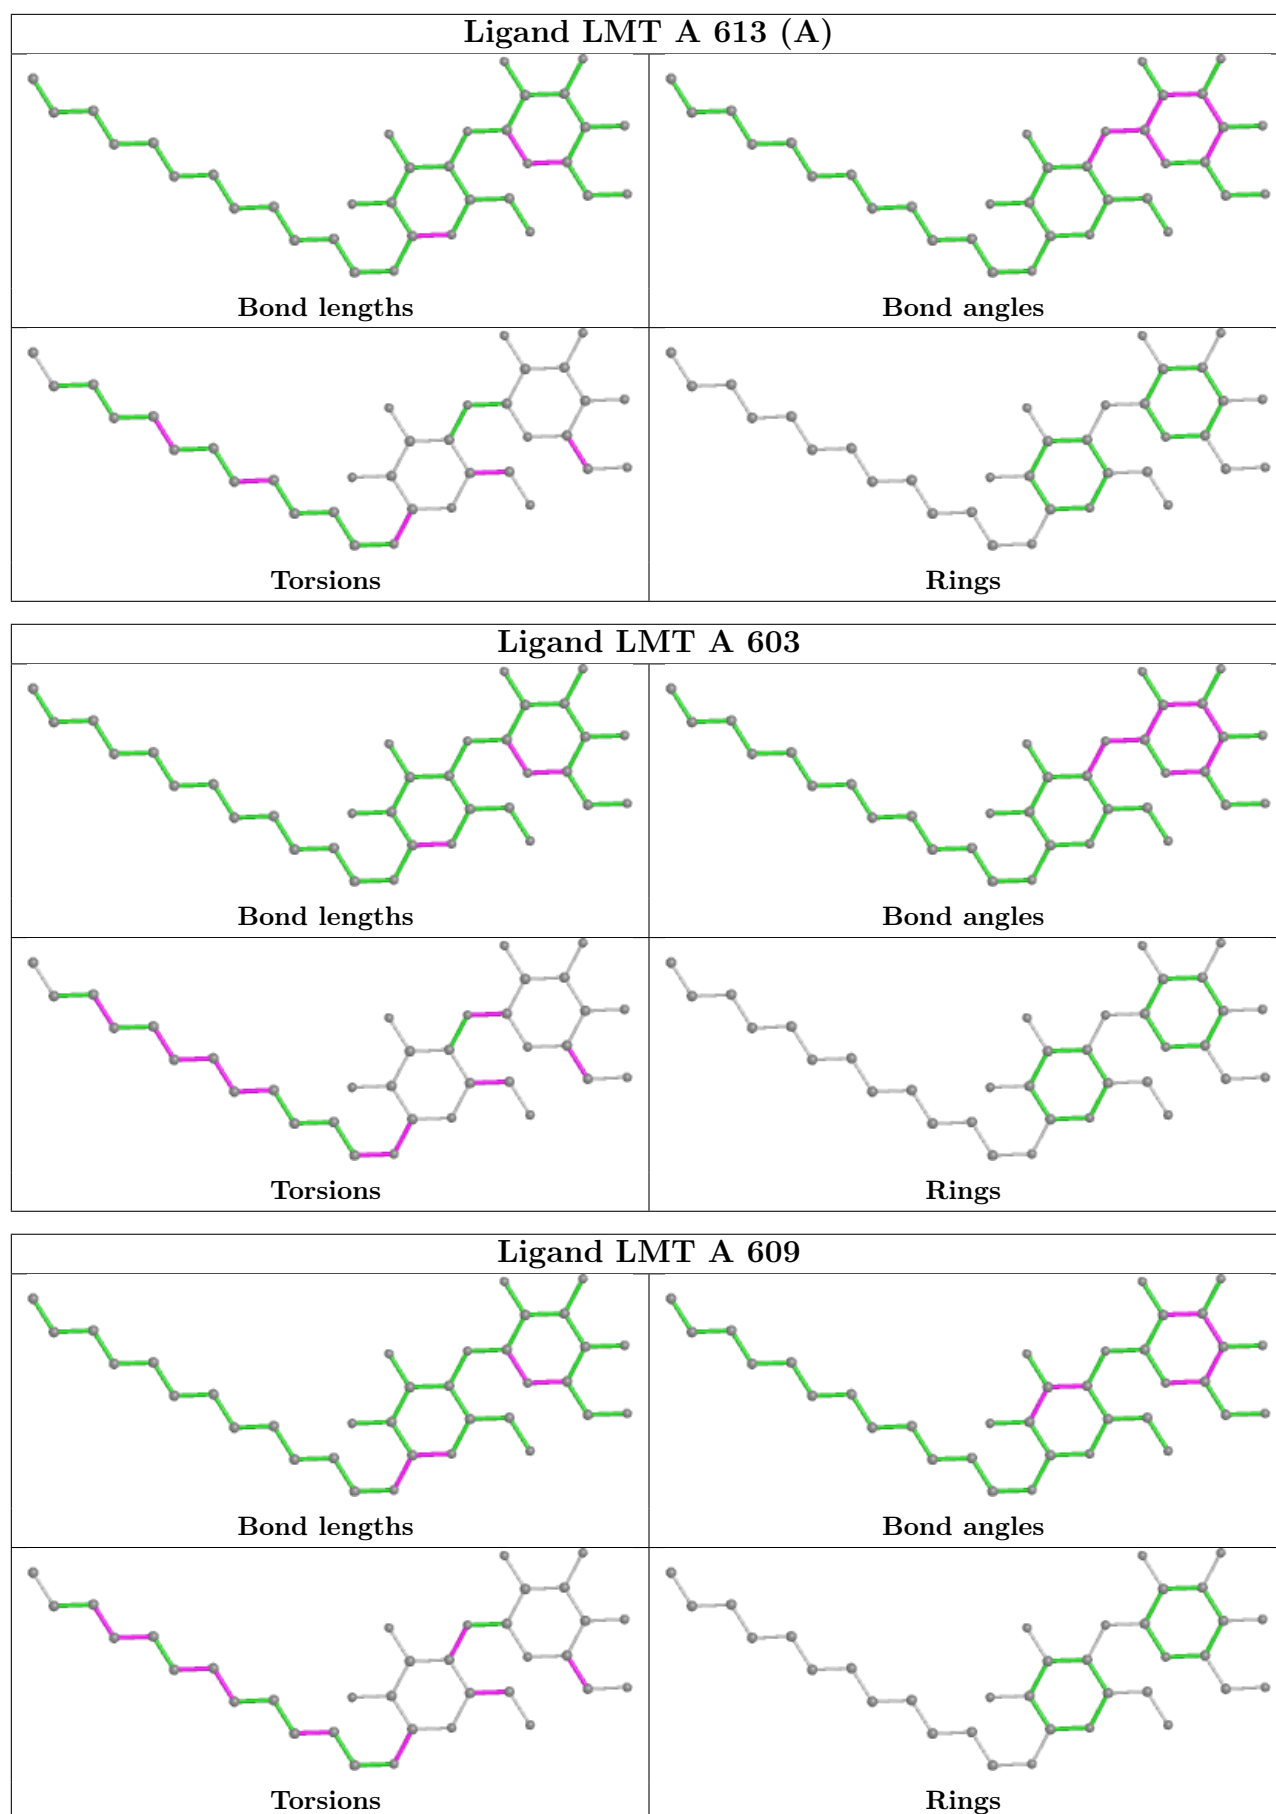 Ligand LMT A 613 (A)
Bond lengths
Bond angles
Torsions
Rings
Ligand LMT A 603
Bond lengths
Bond angles
Torsions
Rings
Ligand LMT A 609
Bond lengths
Bond angles
Torsions
Rings